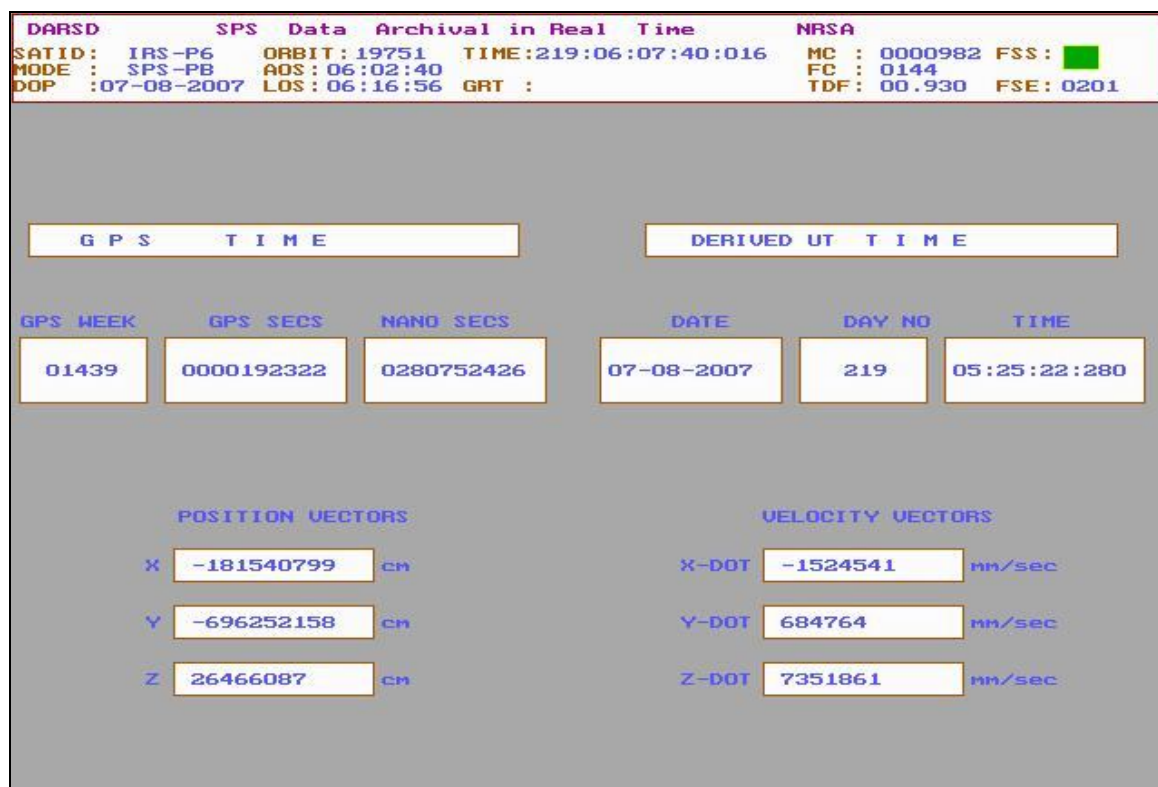 DARSD SPS Data Archival in Real Time NRSA
SATID: IRS-P6 ORBIT:19751 TIME:219:06:07:40:016 MC : 0000982 FSS:
MODE : SPS-PB AOS:06:02:40 FC : 0144
DOP :07-08-2007 LOS:06:16:56 GRT : TDF: 00.930 FSE:0201
G P S T I M E DERIVED UT T I M E
GPS WEEK GPS SECS NANO SECS DATE DAY NO TIME
01439 0000192322 0280752426 07-08-2007 219 05:25:22:280
POSITION VECTORS VELOCITY VECTORS
X -181540799 cm X-DOT -1524541 mm/sec
Y -696252158 cm Y-DOT 684764 mm/sec
Z 26466087 cm Z-DOT 7351861 mm/sec